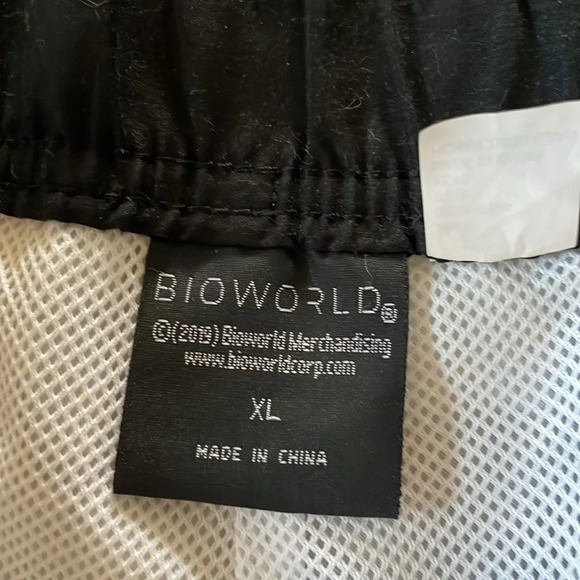 BIOWORLD®
©(2019) Bioworld Merchandising
www.bioworldcorp.com
XL
MADE IN CHINA